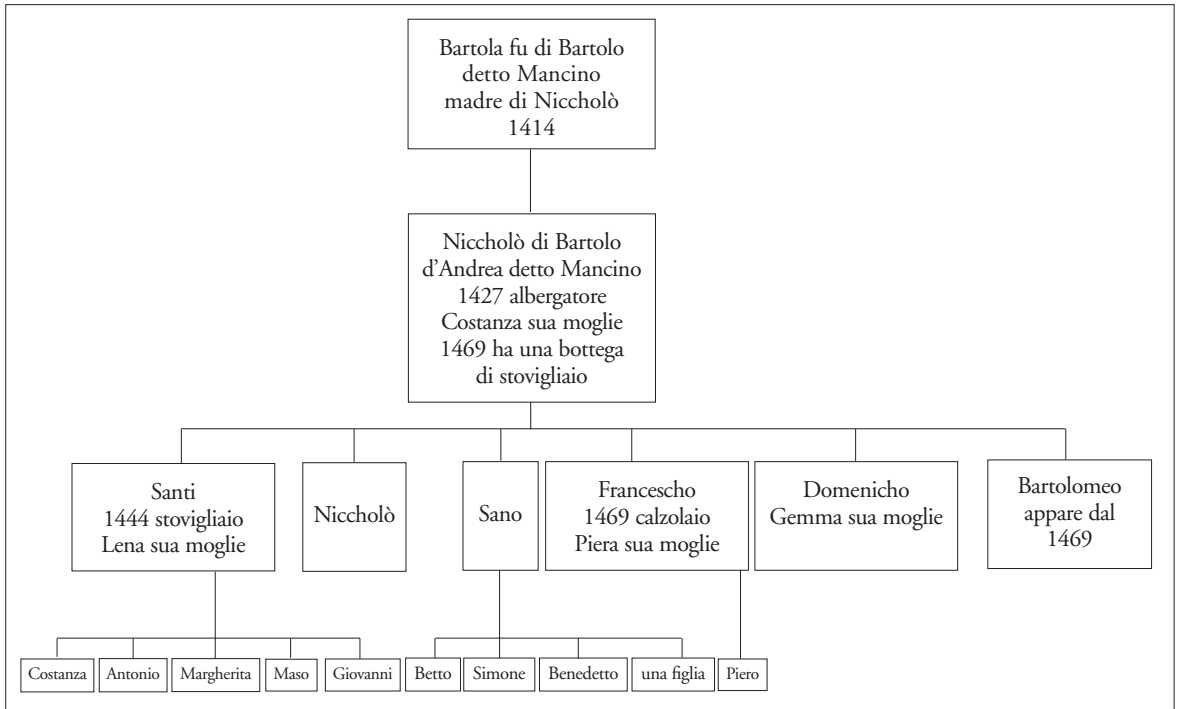 Bartola fu di Bartolo
detto Mancino
madre di Niccholò
1414
Niccholò di Bartolo
d'Andrea detto Mancino
1427 albergatore
Costanza sua moglie
1469 ha una bottega
di stovigliaio
Santi
1444 stovigliaio
Lena sua moglie
Niccholò
Sano
Francescho
1469 calzolaio
Piera sua moglie
Domenicho
Gemma sua moglie
Bartolomeo
appare dal
1469
Costanza
Antonio
Margherita
Maso
Giovanni
Betto
Simone
Benedetto
una figlia
Piero